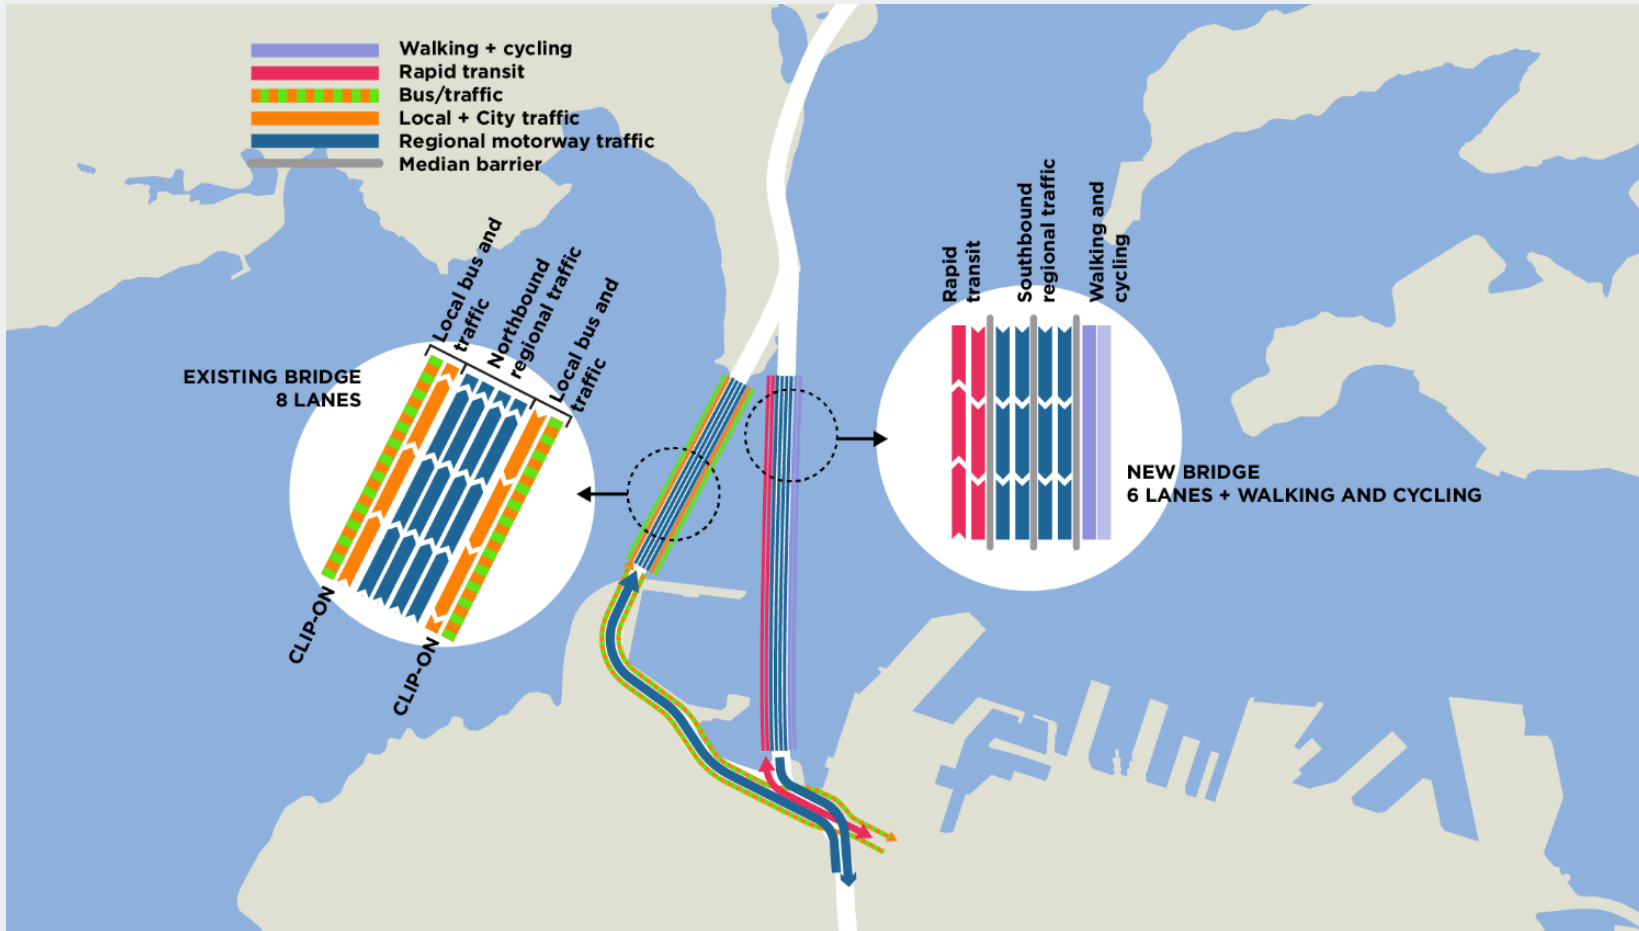 Walking + cycling
Rapid transit
Bus/traffic
Local + City traffic
Regional motorway traffic
Median barrier
EXISTING BRIDGE
8 LANES
Local bus and
traffic
Northbound
regional traffic
Local bus and
traffic
CLIP-ON
CLIP-ON
Rapid
transit
Southbound
regional traffic
Walking and
cycling
NEW BRIDGE
6 LANES + WALKING AND CYCLING